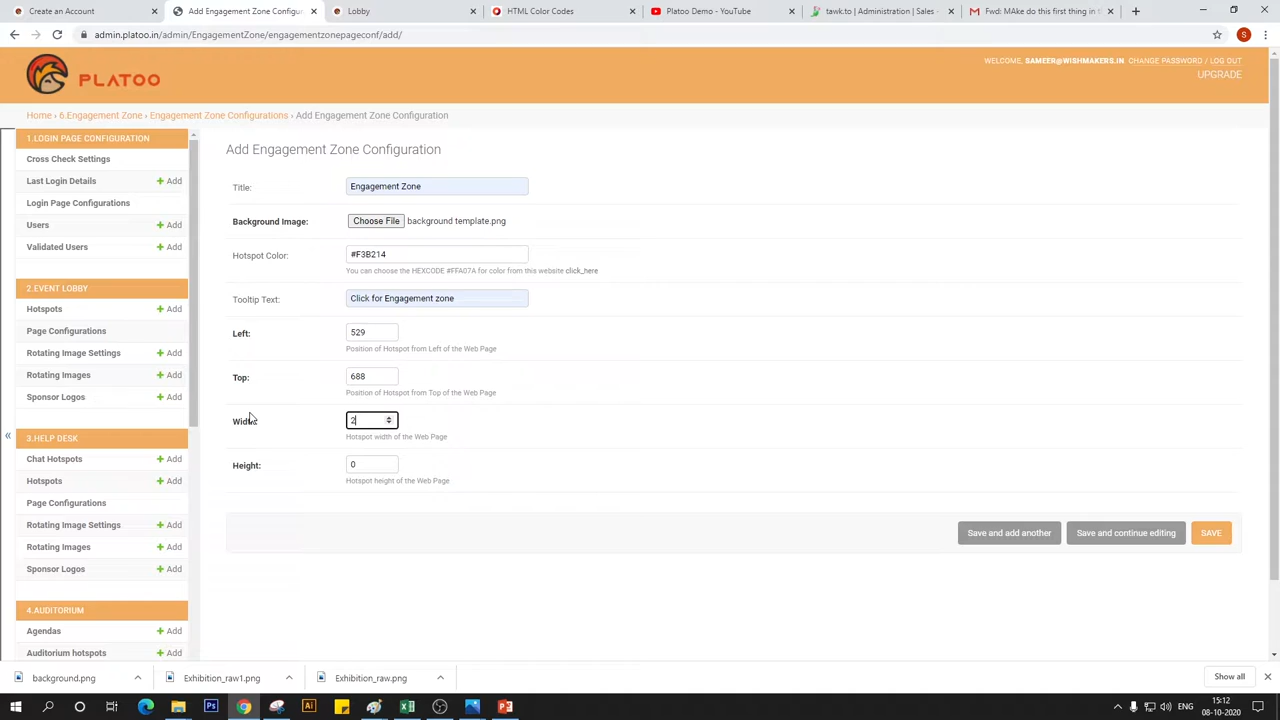 Create an Account
Add Engagement Zone Configur
Lobby
HTML Color Codes
Platoo Demo - YouTube
tawk.to | Administration | Sales -
Fwd: MAke do this first thing in t
admin.platoo.in/admin/EngagementZone/engagementzonepageconf/add/
S
PLATOO
WELCOME, SAMEER@WISHMAKERS.IN. CHANGE PASSWORD / LOG OUT
UPGRADE
Home › 6.Engagement Zone › Engagement Zone Configurations › Add Engagement Zone Configuration
1.LOGIN PAGE CONFIGURATION
Cross Check Settings
Last Login Details + Add
Login Page Configurations
Users + Add
Validated Users + Add
2.EVENT LOBBY
Hotspots + Add
Page Configurations
Rotating Image Settings + Add
Rotating Images + Add
Sponsor Logos + Add
3.HELP DESK
Chat Hotspots + Add
Hotspots + Add
Page Configurations
Rotating Image Settings + Add
Rotating Images + Add
Sponsor Logos + Add
4.AUDITORIUM
Agendas + Add
Auditorium hotspots + Add
«
Add Engagement Zone Configuration
Title: Engagement Zone
Background Image: Choose File background template.png
Hotspot Color: #F3B214
You can choose the HEXCODE #FFA07A for color from this website click_here
Tooltip Text: Click for Engagement zone
Left: 529
Position of Hotspot from Left of the Web Page
Top: 688
Position of Hotspot from Top of the Web Page
Width: 2
Hotspot width of the Web Page
Height: 0
Hotspot height of the Web Page
Save and add another Save and continue editing SAVE
background.png
Exhibition_raw1.png
Exhibition_raw.png
Show all
15:12
08-10-2020